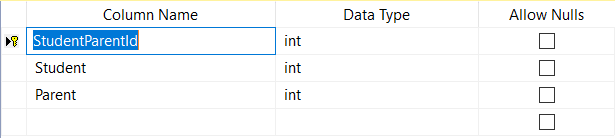 Column Name Data Type Allow Nulls
StudentParentId int
Student int
Parent int